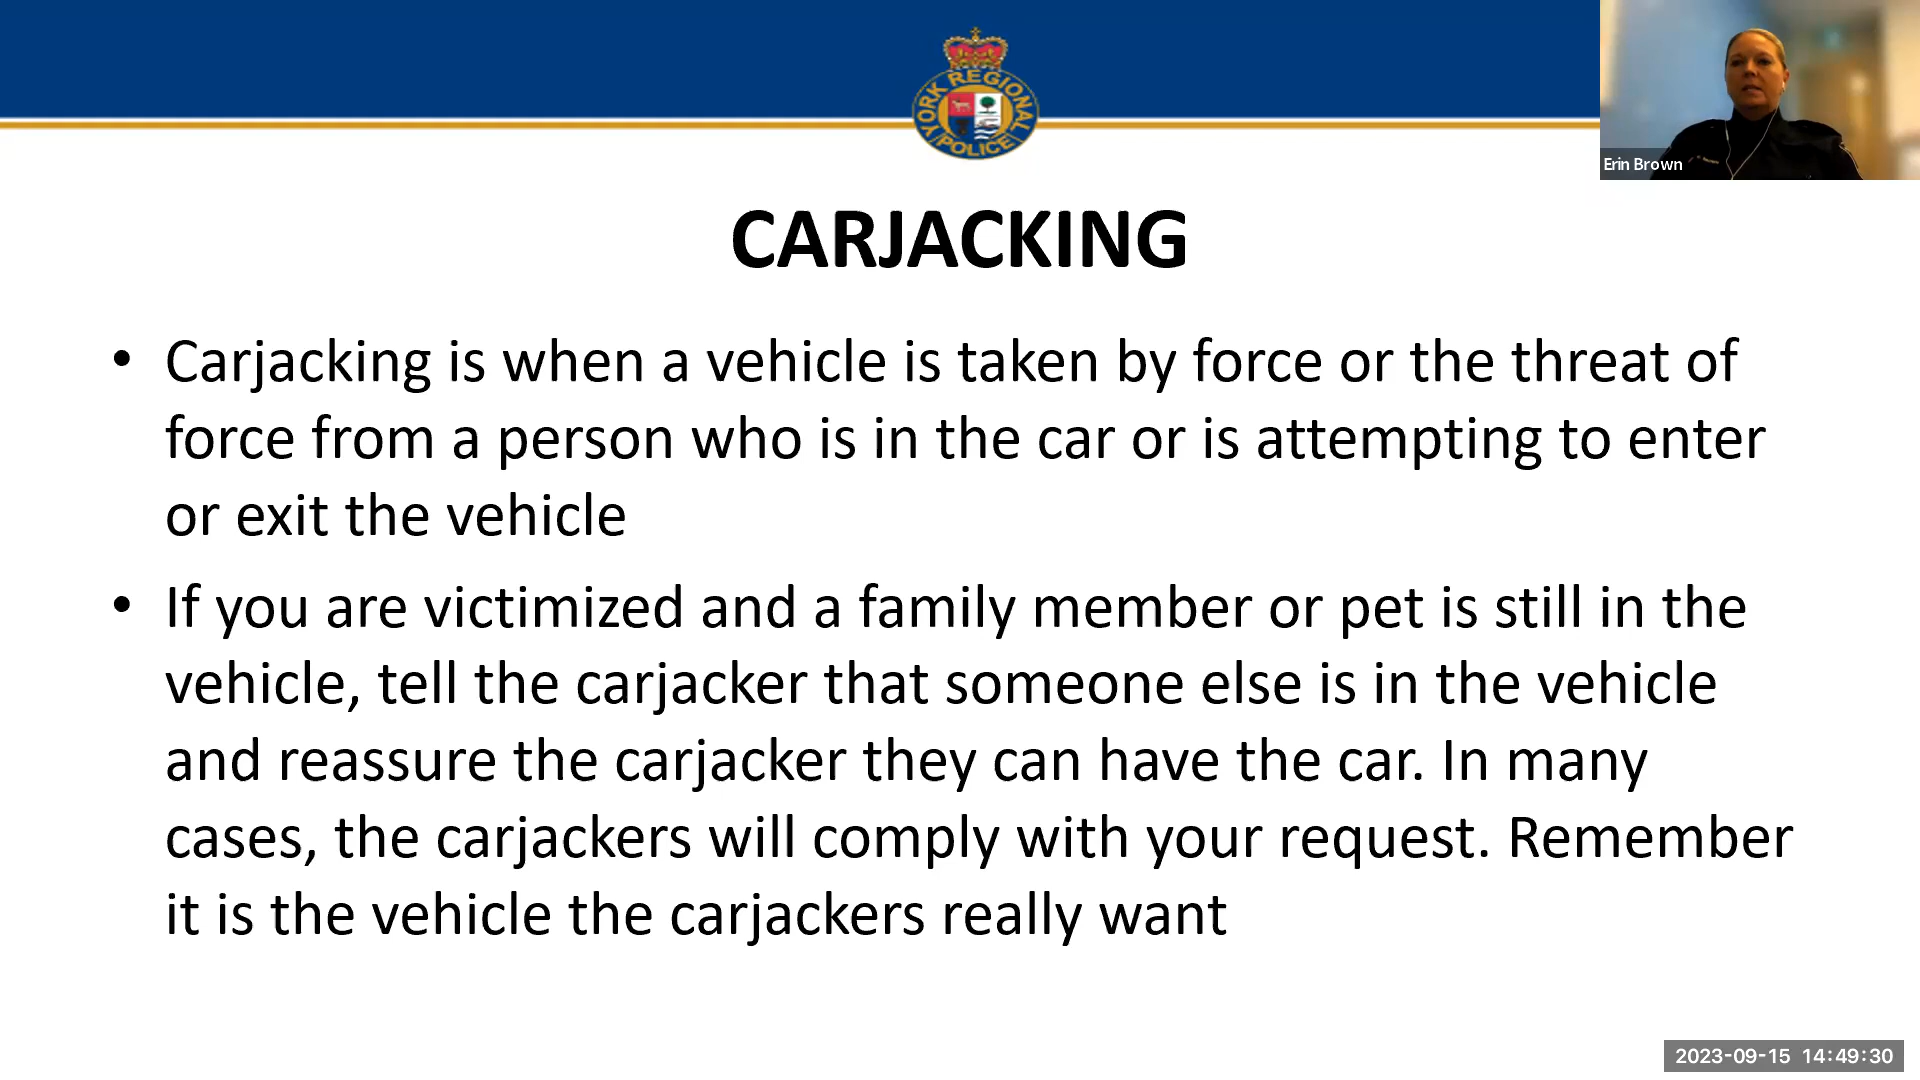 YORK REGIONAL
POLICE
Erin Brown
CARJACKING
• Carjacking is when a vehicle is taken by force or the threat of
force from a person who is in the car or is attempting to enter
or exit the vehicle
• If you are victimized and a family member or pet is still in the
vehicle, tell the carjacker that someone else is in the vehicle
and reassure the carjacker they can have the car. In many
cases, the carjackers will comply with your request. Remember
it is the vehicle the carjackers really want
2023-09-15 14:49:30